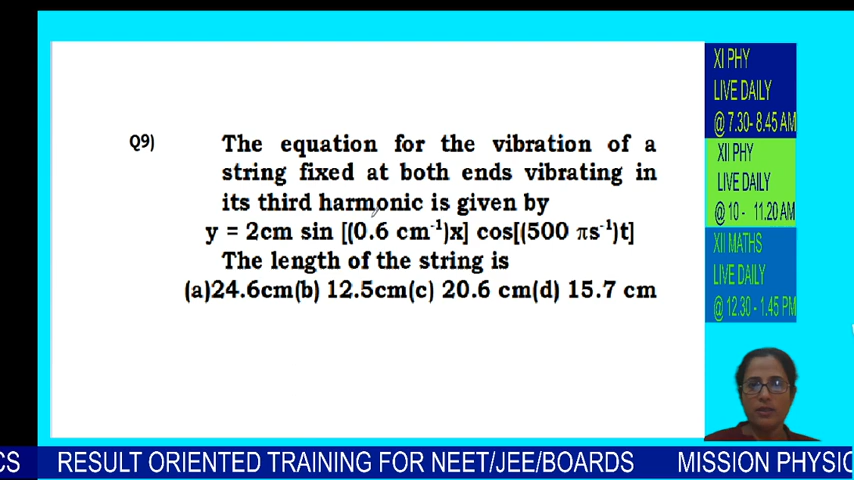 XI PHY
LIVE DAILY
@ 7.30- 8.45 AM
XII PHY
LIVE DAILY
@ 10 - 11.20 AM
XII MATHS
LIVE DAILY
@ 12.30 - 1.45 PM
Q9)
The equation for the vibration of a
string fixed at both ends vibrating in
its third harmonic is given by
y = 2cm sin [(0.6 cm⁻¹)x] cos[(500 πs⁻¹)t]
The length of the string is
(a)24.6cm(b) 12.5cm(c) 20.6 cm(d) 15.7 cm
CS RESULT ORIENTED TRAINING FOR NEET/JEE/BOARDS MISSION PHYSIC